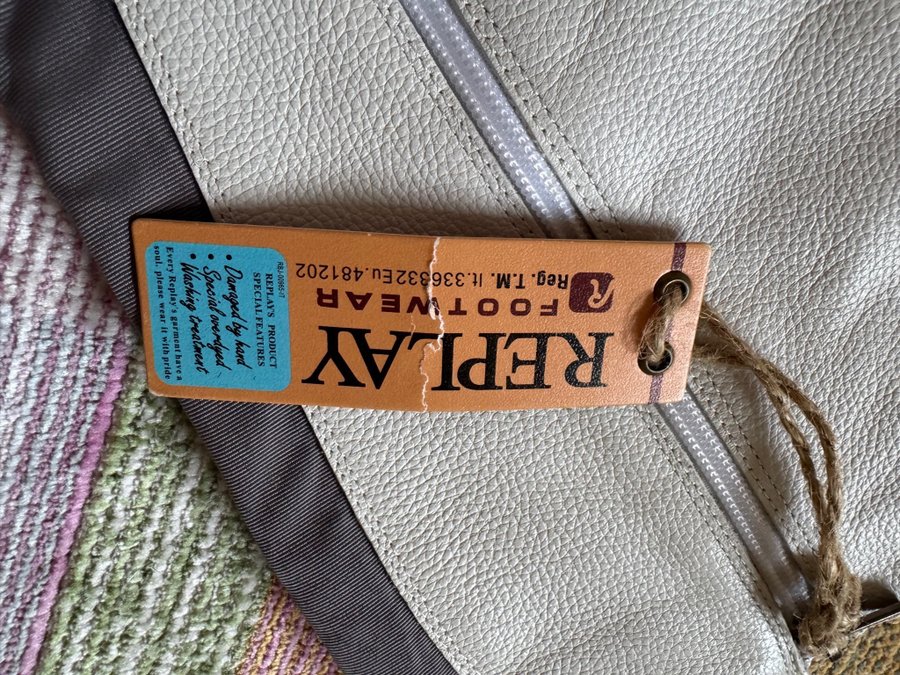 REPLAY
FOOTWEAR R
Reg. T.M. It.336332Eu.481202
REPLAY'S PRODUCT
SPECIAL FEATURES
• Damaged by hand
• Special overdyed
• Washing treatment
Every Replay's garment have a
soul. please wear it with pride